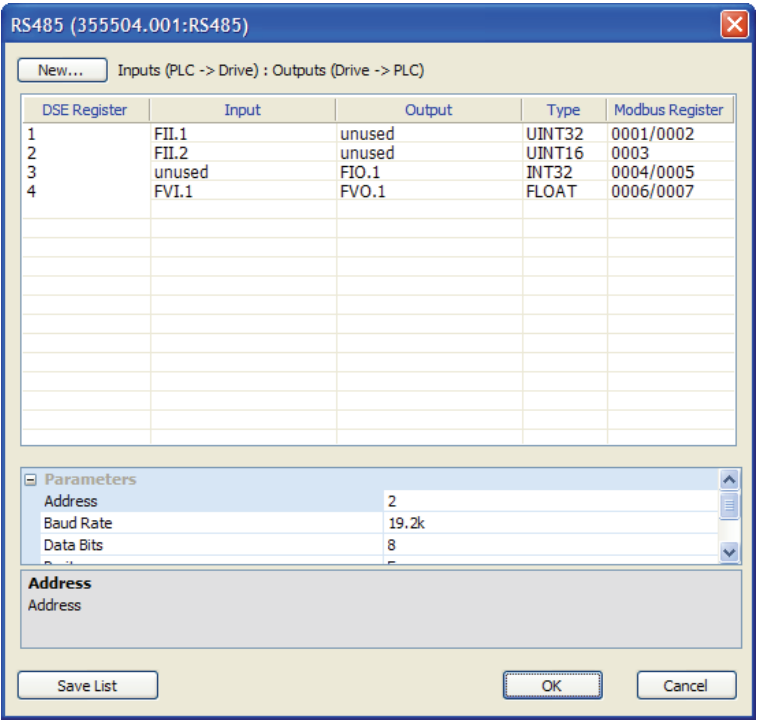 RS485 (355504.001:RS485)
New... Inputs (PLC -> Drive) : Outputs (Drive -> PLC)
DSE Register Input Output Type Modbus Register
1 FII.1 unused UINT32 0001/0002
2 FII.2 unused UINT16 0003
3 unused FIO.1 INT32 0004/0005
4 FVI.1 FVO.1 FLOAT 0006/0007
Parameters
Address 2
Baud Rate 19.2k
Data Bits 8
Address
Address
Save List OK Cancel